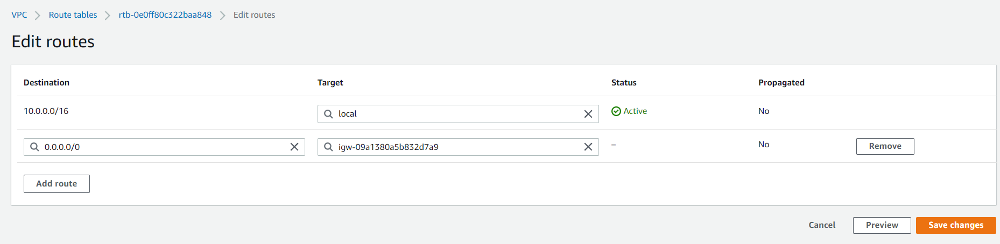 VPC > Route tables > rtb-0e0ff80c322baa848 > Edit routes
Edit routes
Destination Target Status Propagated
10.0.0.0/16 local Active No
0.0.0.0/0 igw-09a1380a5b832d7a9 – No Remove
Add route
Cancel Preview Save changes